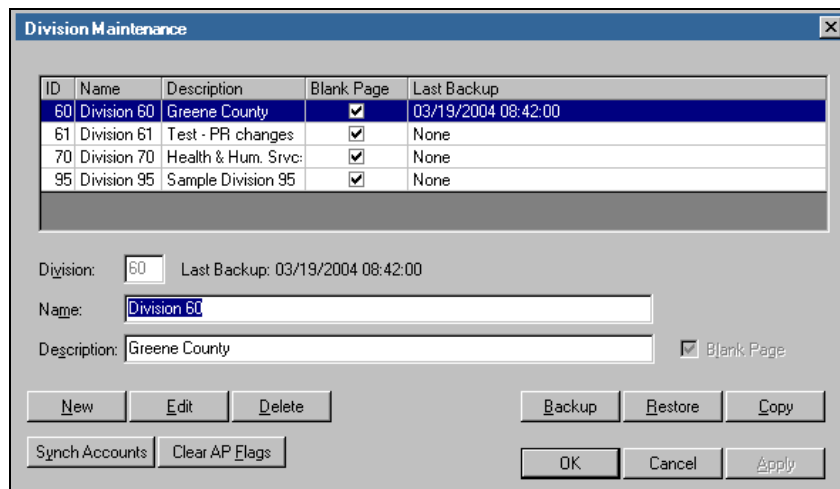 Division Maintenance
ID Name Description Blank Page Last Backup
60 Division 60 Greene County 03/19/2004 08:42:00
61 Division 61 Test - PR changes None
70 Division 70 Health & Hum. Srvc: None
95 Division 95 Sample Division 95 None
Division: 60 Last Backup: 03/19/2004 08:42:00
Name: Division 60
Description: Greene County Blank Page
New Edit Delete Backup Restore Copy
Synch Accounts Clear AP Flags OK Cancel Apply